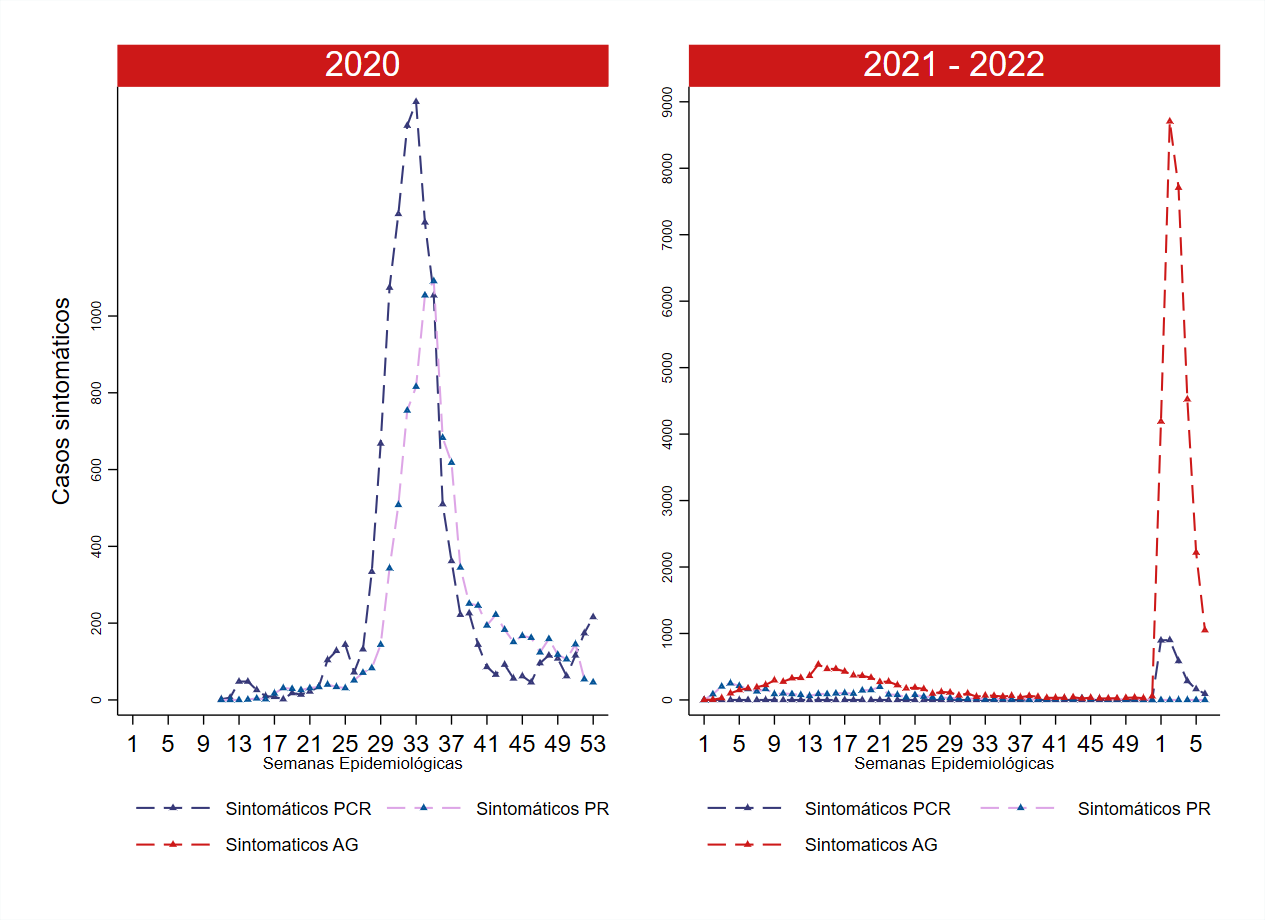 2020
Casos sintomáticos
1000
800
600
400
200
0
1 5 9 13 17 21 25 29 33 37 41 45 49 53
Semanas Epidemiológicas
Sintomáticos PCR Sintomáticos PR
Sintomaticos AG
2021 - 2022
9000
8000
7000
6000
5000
4000
3000
2000
1000
0
1 5 9 13 17 21 25 29 33 37 41 45 49 1 5
Semanas Epidemiológicas
Sintomáticos PCR Sintomáticos PR
Sintomaticos AG